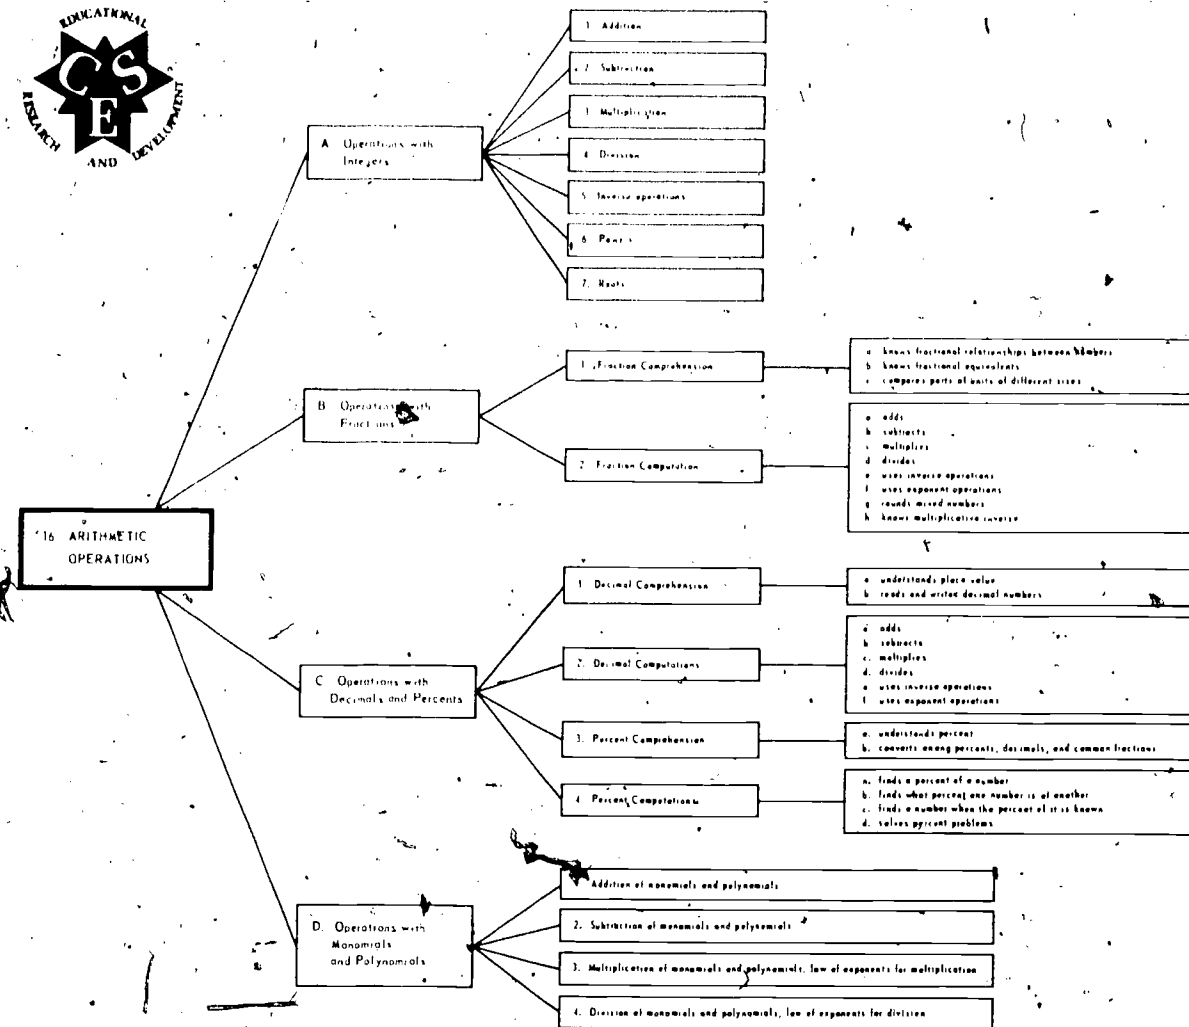 EDUCATIONAL
RESEARCH
AND
DEVELOPMENT
CSE
16 ARITHMETIC
OPERATIONS
A Operations with
Integers
1. Addition
2. Subtraction
3. Multiplication
4. Division
5. Inverse operations
6. Powers
7. Roots
B Operations with
Fractions
1. Fraction Comprehension
a knows fractional relationships between numbers
b knows fractional equivalents
c compares parts of units of different sizes
2. Fraction Computation
a adds
b subtracts
c multiplies
d divides
e uses inverse operations
f uses exponent operations
g rounds mixed numbers
h knows multiplicative inverse
C Operations with
Decimals and Percents
1. Decimal Comprehension
a. understands place value
b reads and writes decimal numbers
2. Decimal Computations
a adds
b subtracts
c. multiplies
d. divides
e uses inverse operations
f uses exponent operations
3. Percent Comprehension
a. understands percent
b. converts among percents, decimals, and common fractions
4 Percent Computations
a. finds a percent of a number
b. finds what percent one number is of another
c. finds a number when the percent of it is known
d. solves percent problems
D. Operations with
Monomials
and Polynomials
Addition of monomials and polynomials
2. Subtraction of monomials and polynomials
3. Multiplication of monomials and polynomials, law of exponents for multiplication
4. Division of monomials and polynomials, law of exponents for division